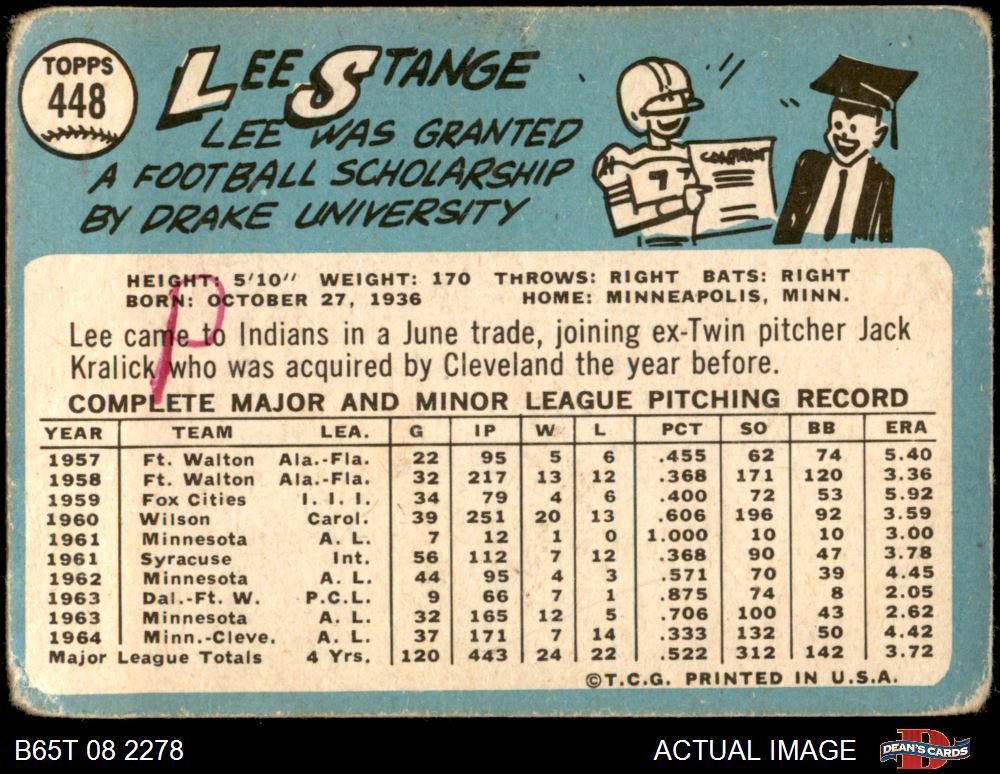 TOPPS
448
LEE STANGE
LEE WAS GRANTED
A FOOTBALL SCHOLARSHIP
BY DRAKE UNIVERSITY
CONTRACT
77
HEIGHT: 5'10" WEIGHT: 170 THROWS: RIGHT BATS: RIGHT
BORN: OCTOBER 27, 1936 HOME: MINNEAPOLIS, MINN.
P
Lee came to Indians in a June trade, joining ex-Twin pitcher Jack
Kralick who was acquired by Cleveland the year before.
COMPLETE MAJOR AND MINOR LEAGUE PITCHING RECORD
YEAR TEAM LEA. G IP W L PCT SO BB ERA
1957 Ft. Walton Ala.-Fla. 22 95 5 6 .455 62 74 5.40
1958 Ft. Walton Ala.-Fla. 32 217 13 12 .368 171 120 3.36
1959 Fox Cities I. I. I. 34 79 4 6 .400 72 53 5.92
1960 Wilson Carol. 39 251 20 13 .606 196 92 3.59
1961 Minnesota A. L. 7 12 1 0 1.000 10 10 3.00
1961 Syracuse Int. 56 112 7 12 .368 90 47 3.78
1962 Minnesota A. L. 44 95 4 3 .571 70 39 4.45
1963 Dal.-Ft. W. P.C.L. 9 66 7 1 .875 74 8 2.05
1963 Minnesota A. L. 32 165 12 5 .706 100 43 2.62
1964 Minn.-Cleve. A. L. 37 171 7 14 .333 132 50 4.42
Major League Totals 4 Yrs. 120 443 24 22 .522 312 142 3.72
©T.C.G. PRINTED IN U.S.A.
B65T 08 2278
ACTUAL IMAGE
DEAN'S CARDS